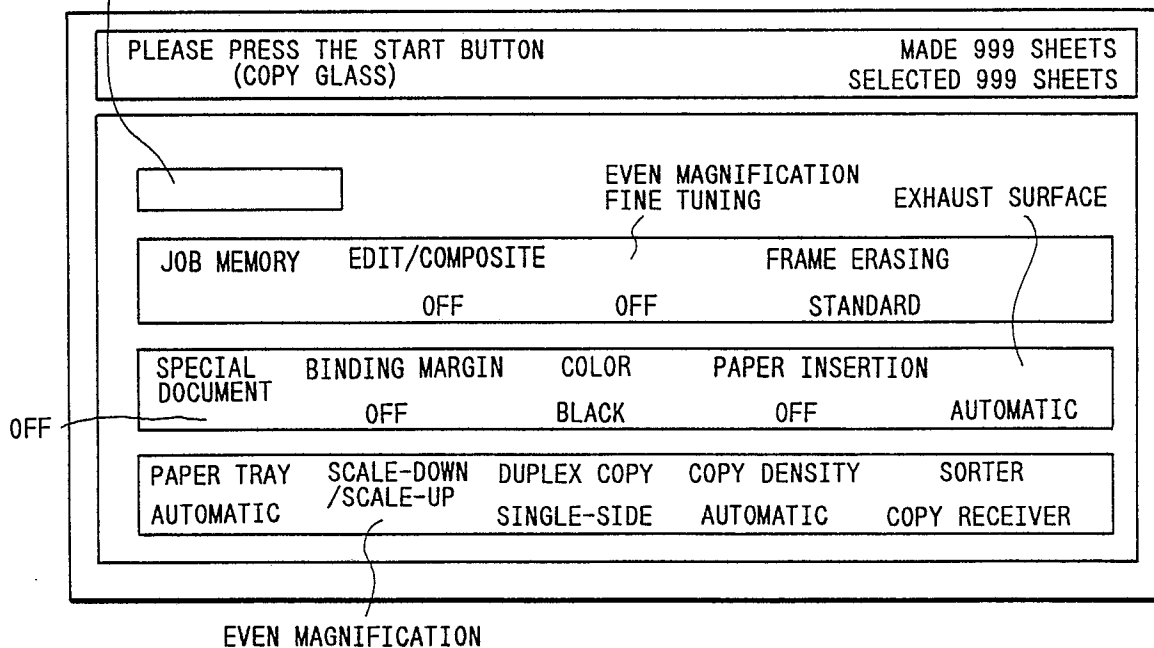 PLEASE PRESS THE START BUTTON
(COPY GLASS)
MADE 999 SHEETS
SELECTED 999 SHEETS
EVEN MAGNIFICATION
FINE TUNING
EXHAUST SURFACE
JOB MEMORY EDIT/COMPOSITE FRAME ERASING
OFF OFF STANDARD
SPECIAL
DOCUMENT
BINDING MARGIN COLOR PAPER INSERTION
OFF
OFF BLACK OFF AUTOMATIC
PAPER TRAY
SCALE-DOWN
/SCALE-UP
DUPLEX COPY COPY DENSITY SORTER
AUTOMATIC
SINGLE-SIDE AUTOMATIC COPY RECEIVER
EVEN MAGNIFICATION